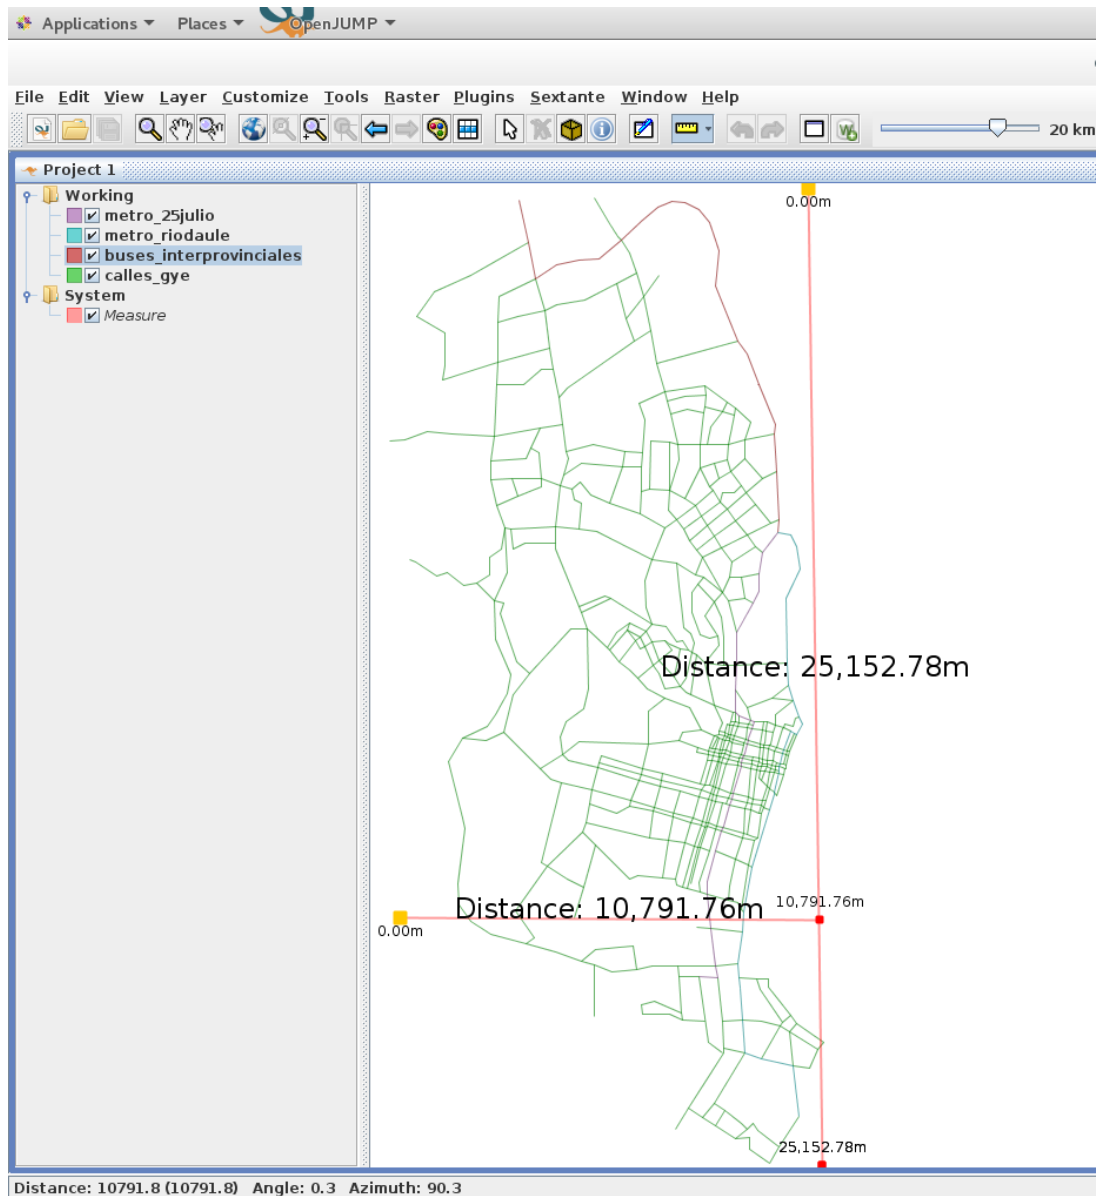 Applications Places OpenJUMP
File Edit View Layer Customize Tools Raster Plugins Sextante Window Help
20 km
Project 1
Working
metro_25julio
metro_riodaule
buses_interprovinciales
calles_gye
System
Measure
0.00m
Distance: 25,152.78m
10,791.76m
Distance: 10,791.76m
0.00m
25,152.78m
Distance: 10791.8 (10791.8) Angle: 0.3 Azimuth: 90.3